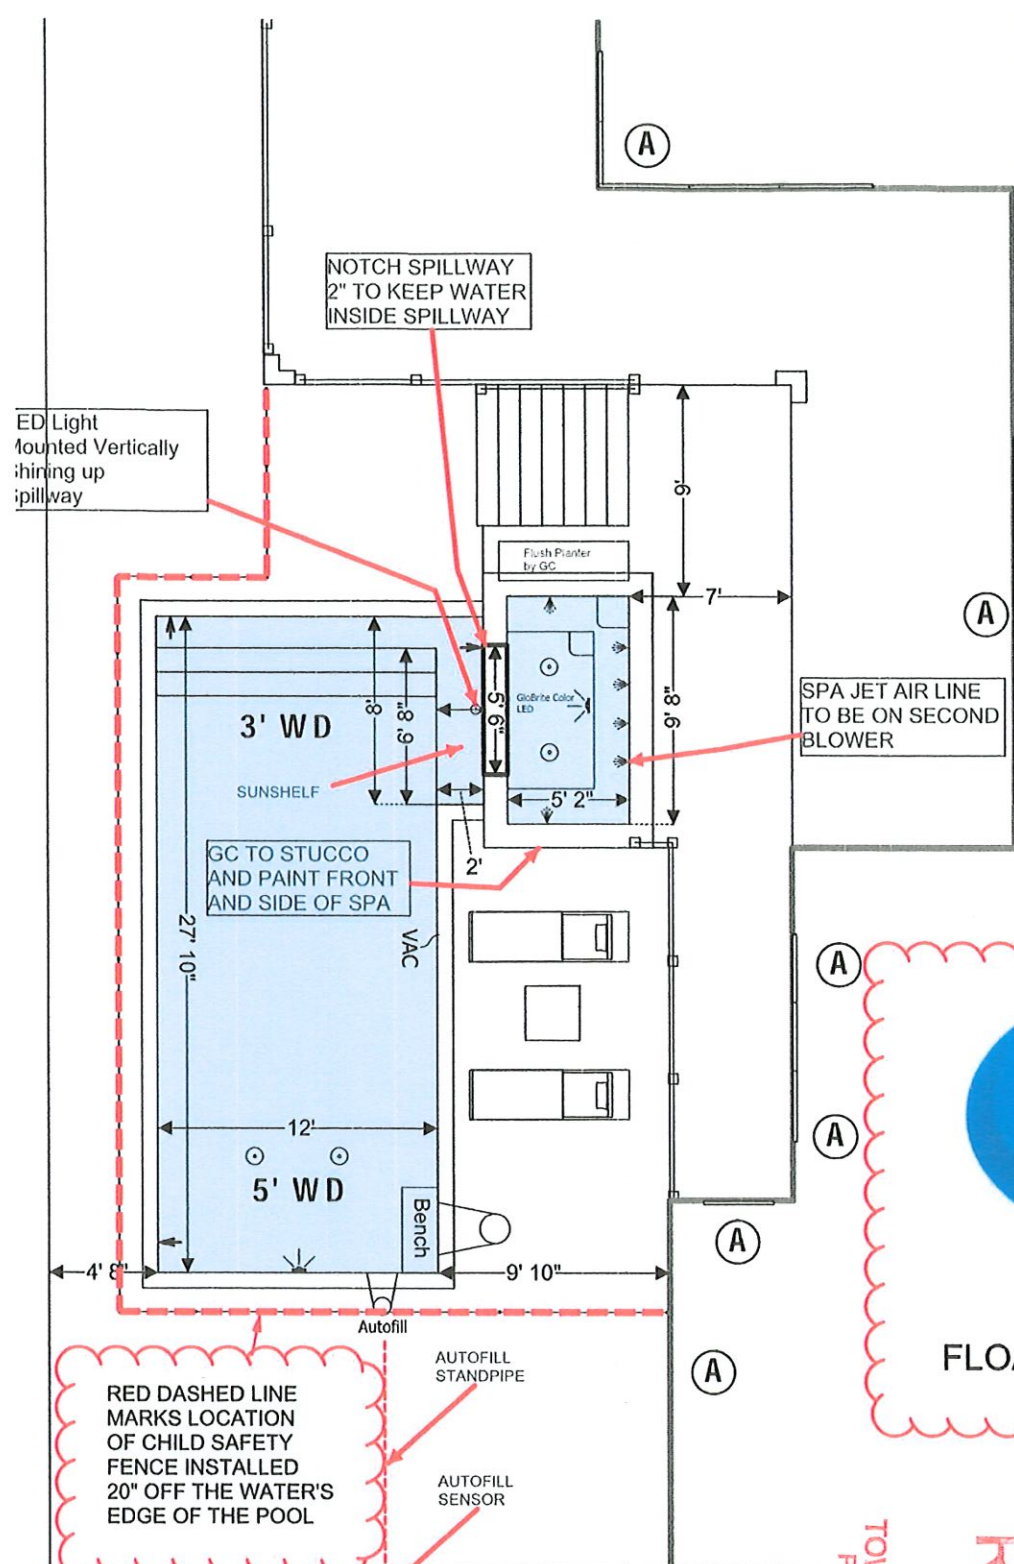 A
NOTCH SPILLWAY
2" TO KEEP WATER
INSIDE SPILLWAY
ED Light
Mounted Vertically
Shining up
Spillway
9'
Flush Planter
by GC
7'
A
8'
6' 8"
5' 6"
GloBrite Color
LED
9' 8"
SPA JET AIR LINE
TO BE ON SECOND
BLOWER
3' WD
SUNSHELF
5' 2"
2'
GC TO STUCCO
AND PAINT FRONT
AND SIDE OF SPA
27' 10"
VAC
A
12'
A
5' WD
Bench
A
4' 8"
9' 10"
Autofill
FLOA
A
AUTOFILL
STANDPIPE
RED DASHED LINE
MARKS LOCATION
OF CHILD SAFETY
FENCE INSTALLED
20" OFF THE WATER'S
EDGE OF THE POOL
AUTOFILL
SENSOR